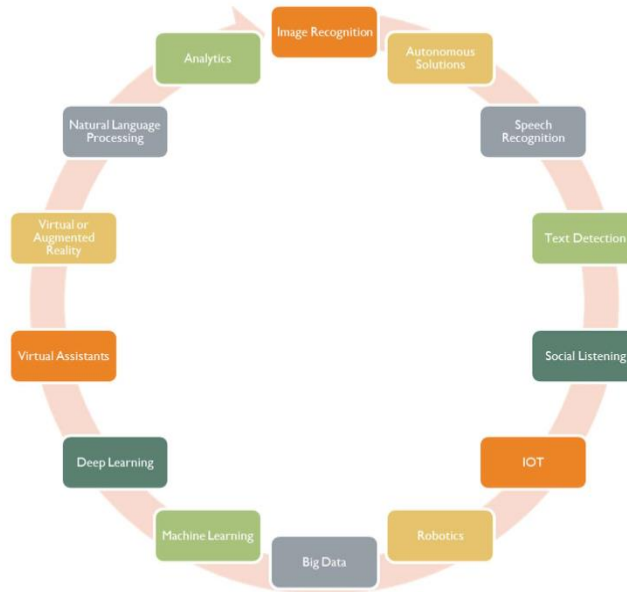 Image Recognition
Autonomous
Solutions
Speech
Recognition
Text Detection
Social Listening
IOT
Robotics
Big Data
Machine Learning
Deep Learning
Virtual Assistants
Virtual or
Augmented
Reality
Natural Language
Processing
Analytics